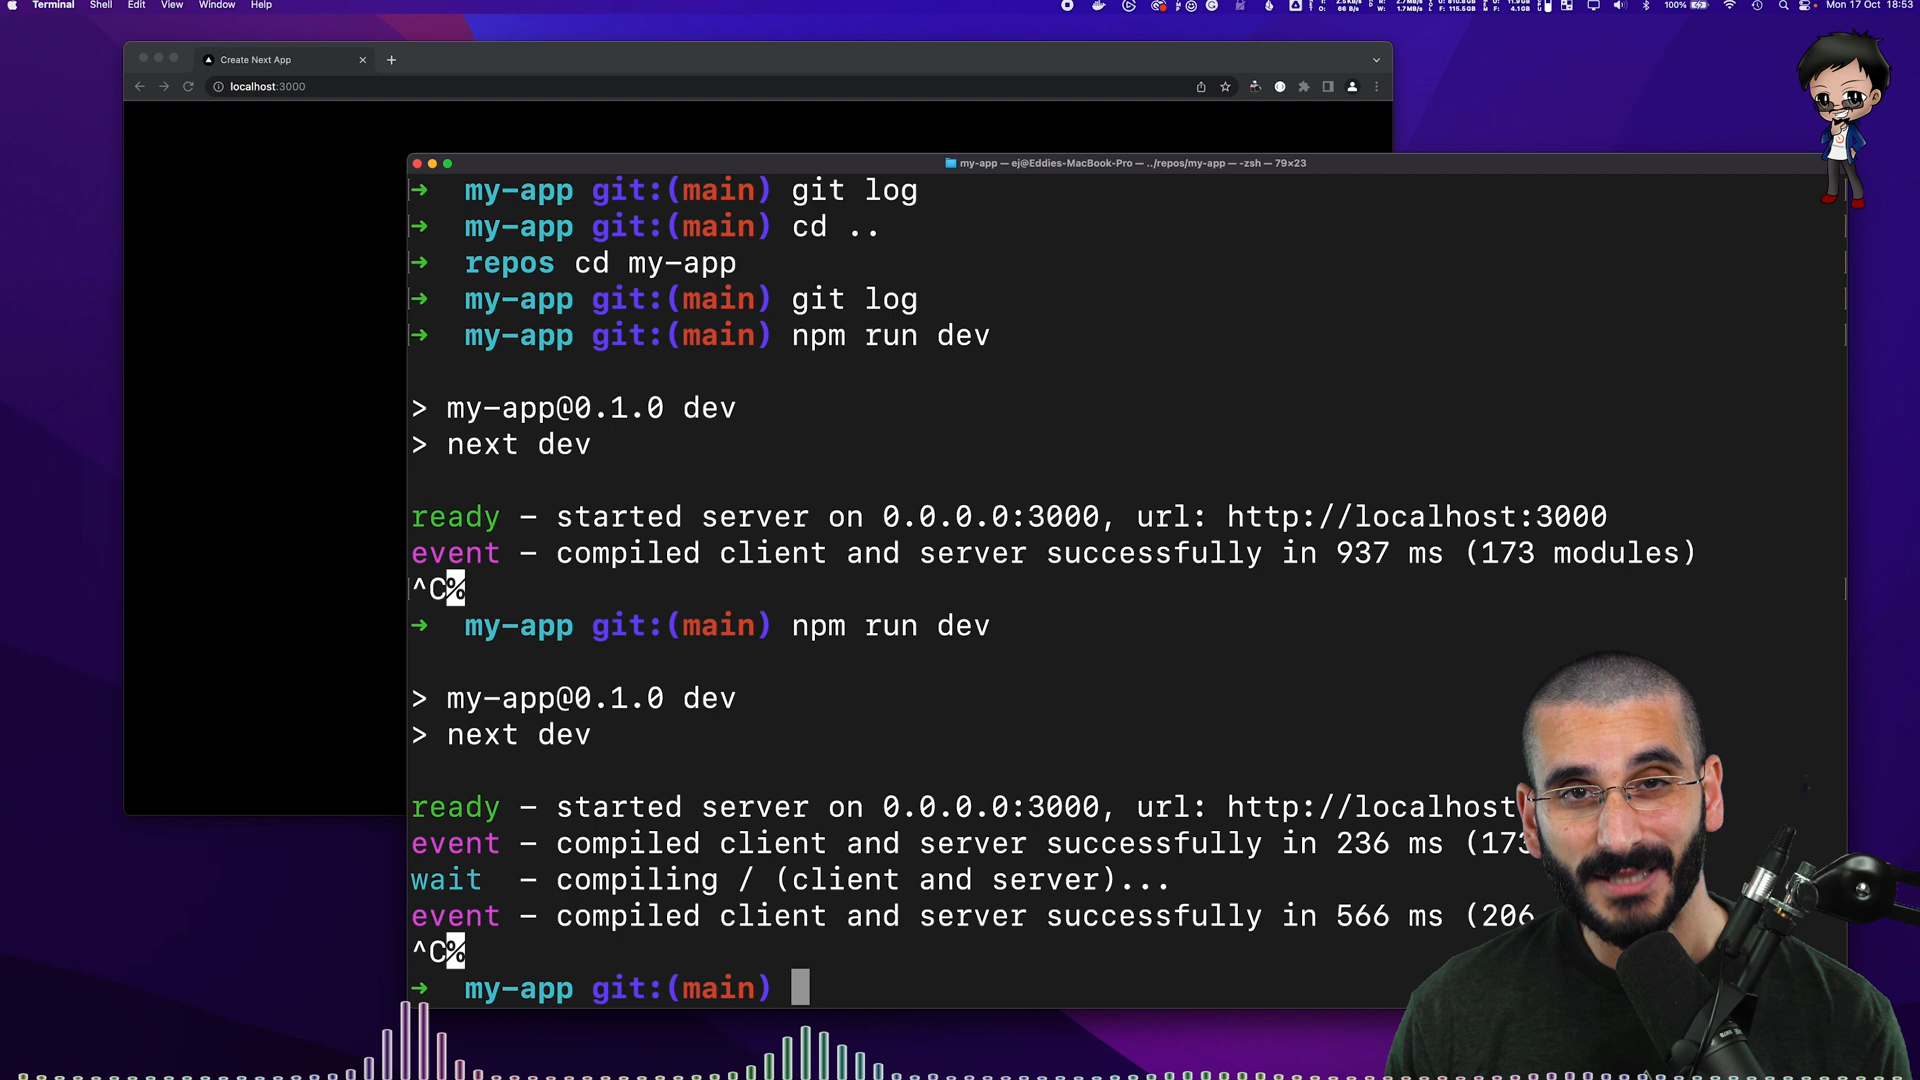 Terminal Shell Edit View Window Help
100% Mon 17 Oct 18:53
Create Next App
localhost:3000
my-app — ej@Eddies-MacBook-Pro — ../repos/my-app — -zsh — 79×23
→ my-app git:(main) git log
→ my-app git:(main) cd ..
→ repos cd my-app
→ my-app git:(main) git log
→ my-app git:(main) npm run dev
> my-app@0.1.0 dev
> next dev
ready - started server on 0.0.0.0:3000, url: http://localhost:3000
event - compiled client and server successfully in 937 ms (173 modules)
^C%
→ my-app git:(main) npm run dev
> my-app@0.1.0 dev
> next dev
ready - started server on 0.0.0.0:3000, url: http://localhost
event - compiled client and server successfully in 236 ms (173
wait - compiling / (client and server)...
event - compiled client and server successfully in 566 ms (206
^C%
→ my-app git:(main)